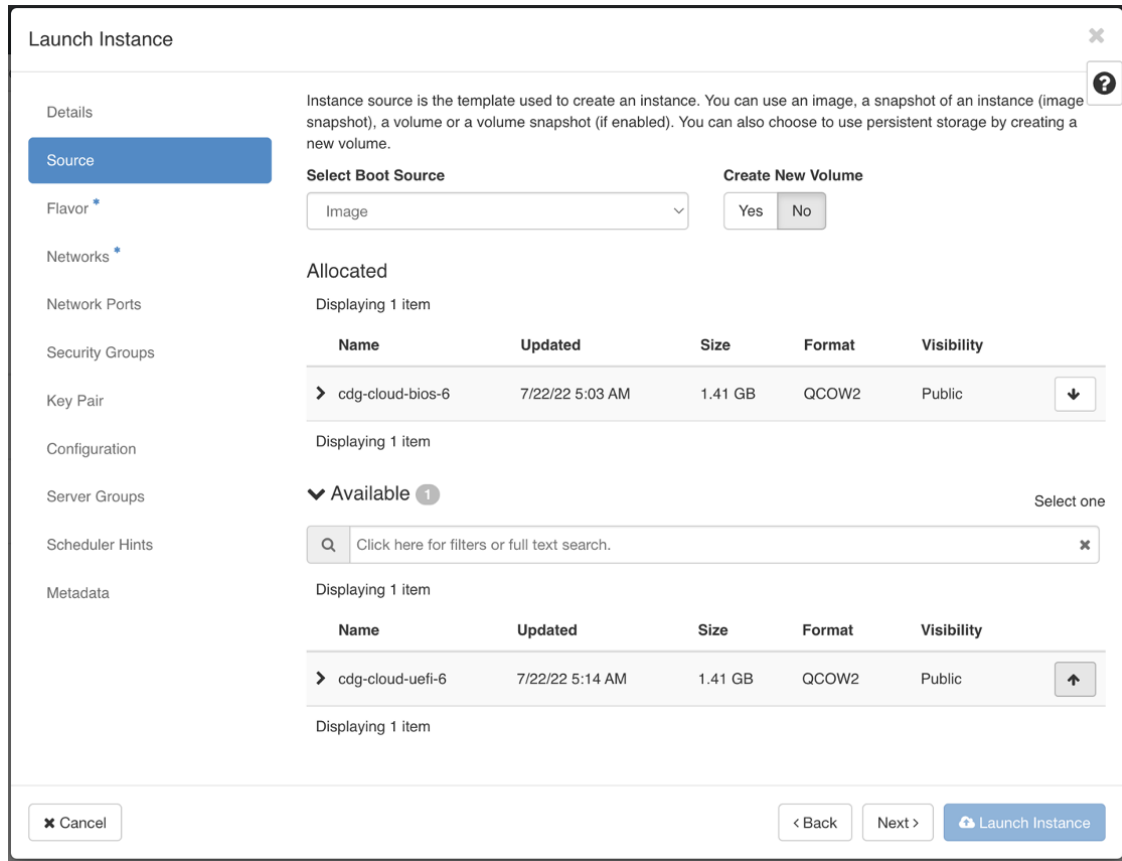 Launch Instance
Details
Source
Flavor *
Networks *
Network Ports
Security Groups
Key Pair
Configuration
Server Groups
Scheduler Hints
Metadata
Instance source is the template used to create an instance. You can use an image, a snapshot of an instance (image
snapshot), a volume or a volume snapshot (if enabled). You can also choose to use persistent storage by creating a
new volume.
Select Boot Source Create New Volume
Image Yes No
Allocated
Displaying 1 item
Name Updated Size Format Visibility
cdg-cloud-bios-6 7/22/22 5:03 AM 1.41 GB QCOW2 Public
Displaying 1 item
Available 1
Select one
Click here for filters or full text search.
Displaying 1 item
Name Updated Size Format Visibility
cdg-cloud-uefi-6 7/22/22 5:14 AM 1.41 GB QCOW2 Public
Displaying 1 item
Cancel < Back Next > Launch Instance